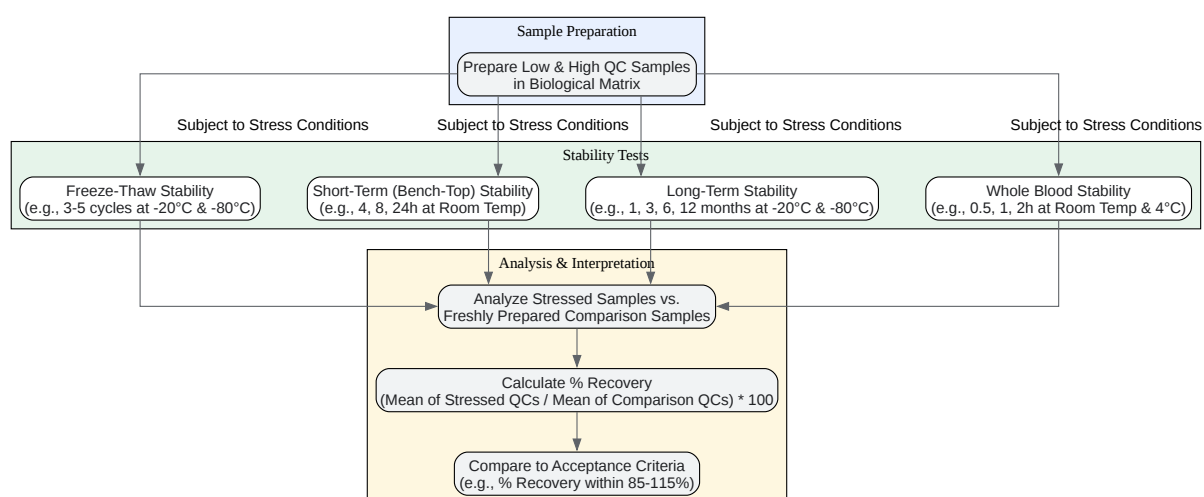 Sample Preparation
Prepare Low & High QC Samples
in Biological Matrix
Subject to Stress Conditions
Subject to Stress Conditions
Subject to Stress Conditions
Subject to Stress Conditions
Stability Tests
Freeze-Thaw Stability
(e.g., 3-5 cycles at -20°C & -80°C)
Short-Term (Bench-Top) Stability
(e.g., 4, 8, 24h at Room Temp)
Long-Term Stability
(e.g., 1, 3, 6, 12 months at -20°C & -80°C)
Whole Blood Stability
(e.g., 0.5, 1, 2h at Room Temp & 4°C)
Analysis & Interpretation
Analyze Stressed Samples vs.
Freshly Prepared Comparison Samples
Calculate % Recovery
(Mean of Stressed QCs / Mean of Comparison QCs) * 100
Compare to Acceptance Criteria
(e.g., % Recovery within 85-115%)